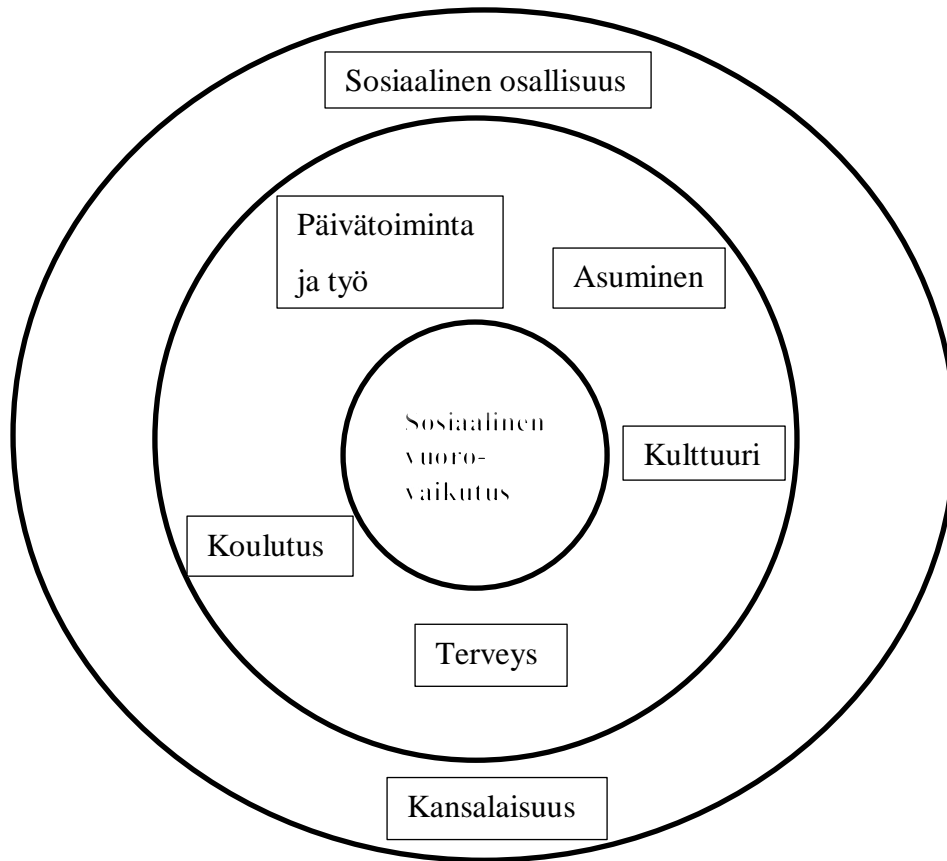 Sosiaalinen osallisuus
Päivätoiminta
ja työ
Asuminen
Sosiaalinen
vuoro-
vaikutus
Kulttuuri
Koulutus
Terveys
Kansalaisuus